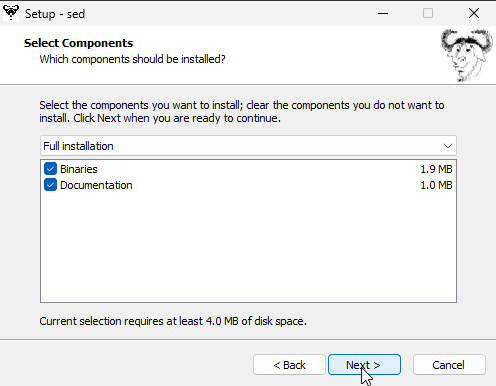 Setup - sed
Select Components
Which components should be installed?
Select the components you want to install; clear the components you do not want to
install. Click Next when you are ready to continue.
Full installation
Binaries 1.9 MB
Documentation 1.0 MB
Current selection requires at least 4.0 MB of disk space.
< Back Next > Cancel